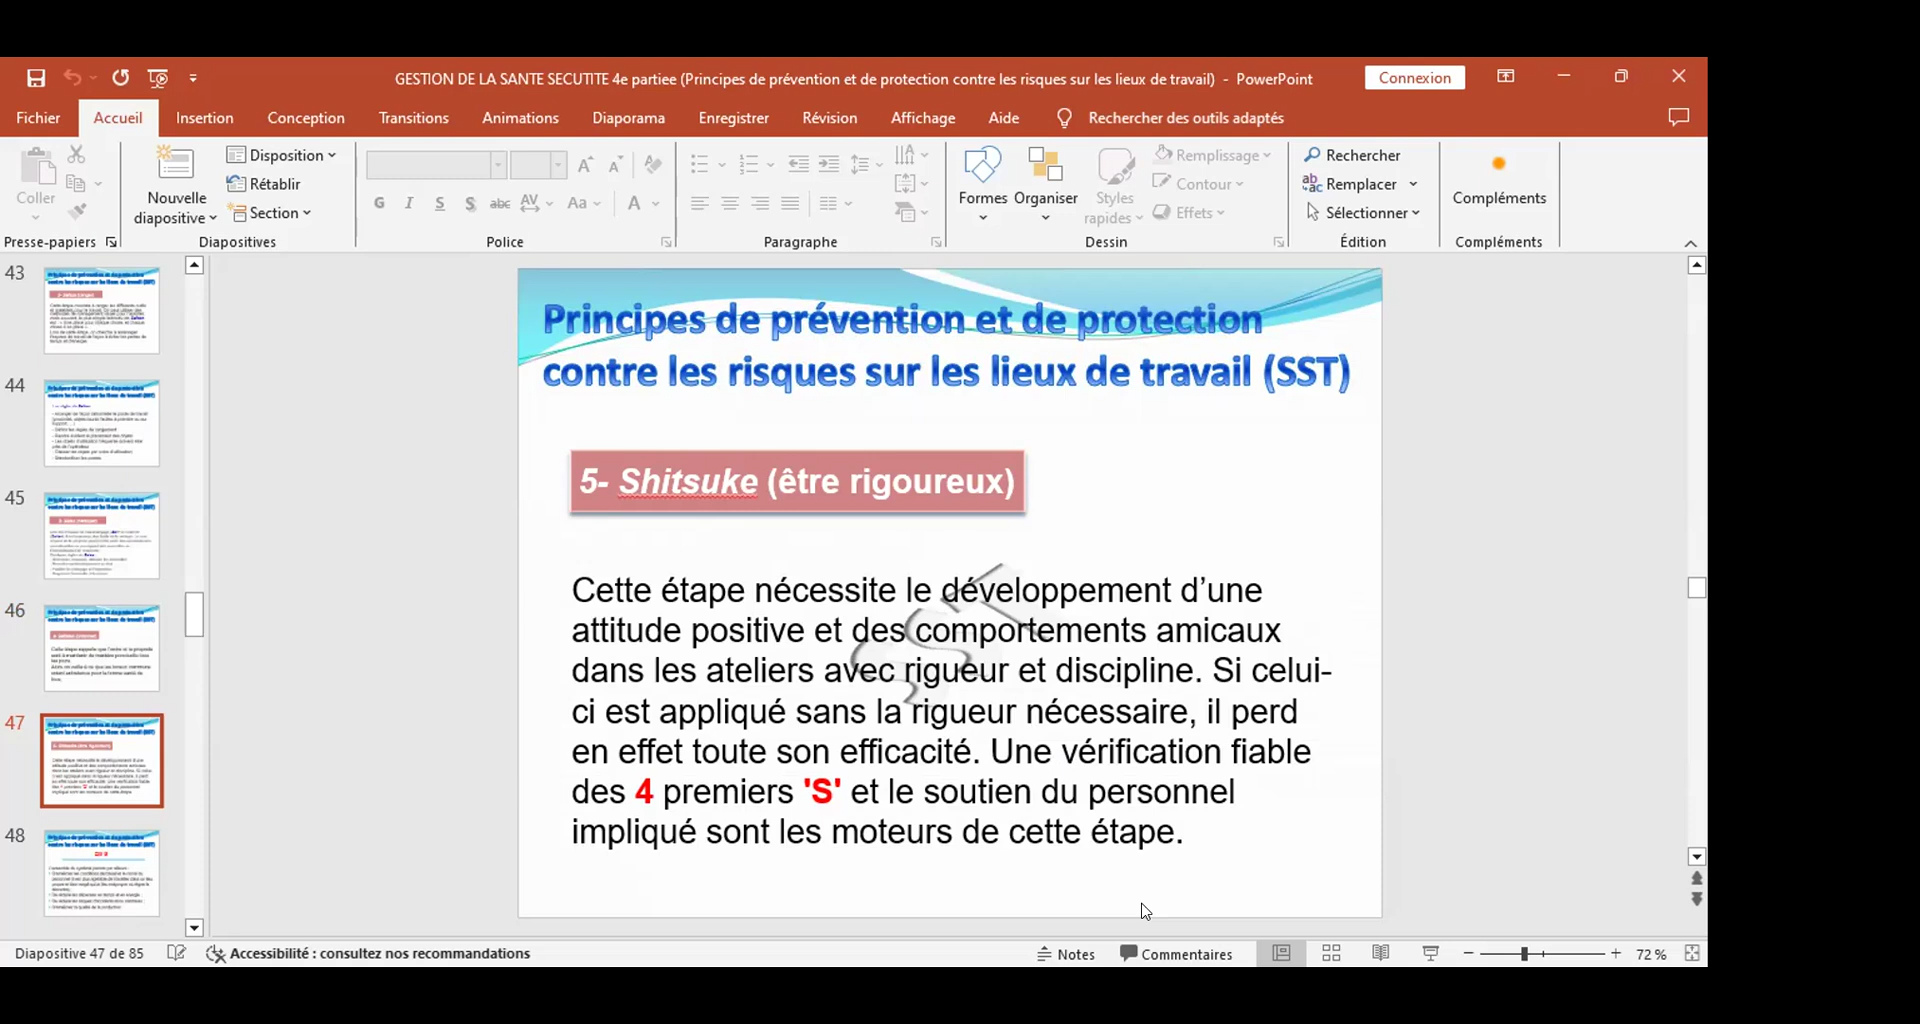 GESTION DE LA SANTE SECUTITE 4e partiee (Principes de prévention et de protection contre les risques sur les lieux de travail) - PowerPoint
Connexion
Fichier Accueil Insertion Conception Transitions Animations Diaporama Enregistrer Révision Affichage Aide Rechercher des outils adaptés
Coller
Presse-papiers
Nouvelle
diapositive
Disposition
Rétablir
Section
Diapositives
G I S S abc AV Aa A
Police
Paragraphe
Formes
Organiser
Styles
rapides
Remplissage
Contour
Effets
Dessin
Rechercher
Remplacer
Sélectionner
Édition
Compléments
Compléments
43
44
45
46
47
48
Principes de prévention et de protection
contre les risques sur les lieux de travail (SST)
5- Shitsuke (être rigoureux)
SST
Cette étape nécessite le développement d’une
attitude positive et des comportements amicaux
dans les ateliers avec rigueur et discipline. Si celui-
ci est appliqué sans la rigueur nécessaire, il perd
en effet toute son efficacité. Une vérification fiable
des 4 premiers 'S' et le soutien du personnel
impliqué sont les moteurs de cette étape.
Diapositive 47 de 85
Accessibilité : consultez nos recommandations
Notes
Commentaires
72 %